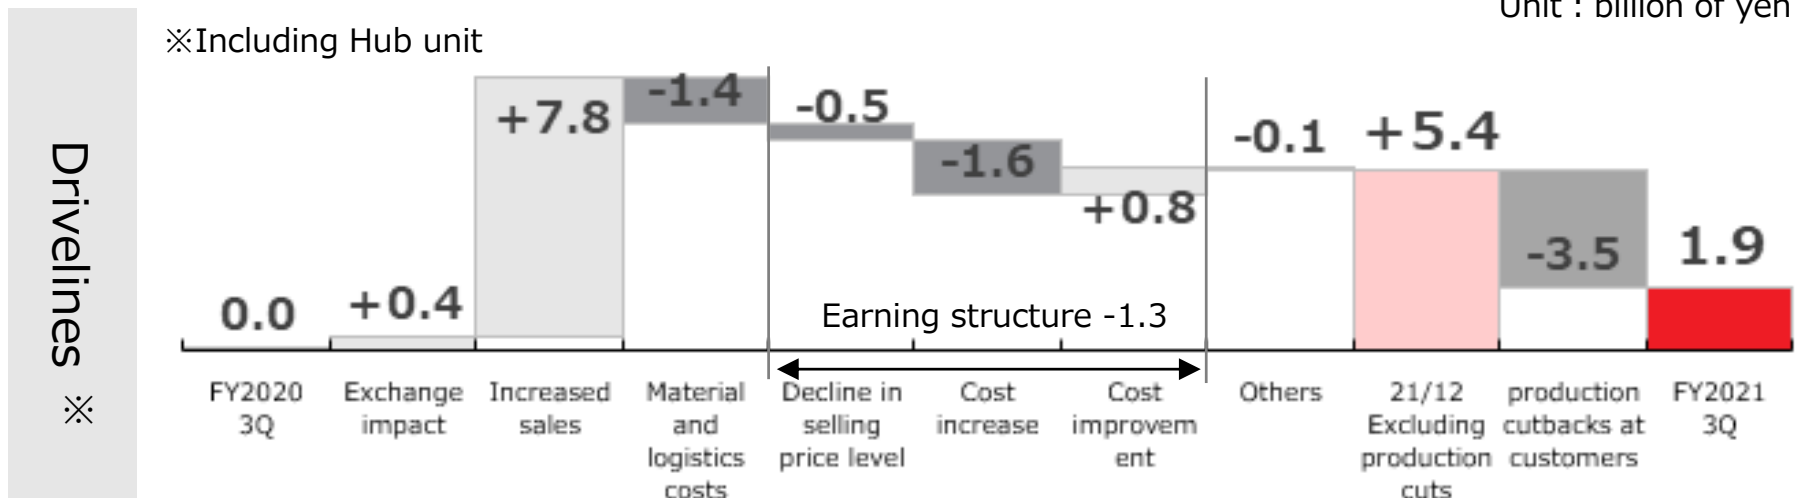 Unit : billion of yen
※Including Hub unit
Drivelines ※
0.0
+0.4
+7.8
-1.4
-0.5
-1.6
+0.8
-0.1
+5.4
-3.5
1.9
Earning structure -1.3
FY2020
3Q
Exchange
impact
Increased
sales
Material
and
logistics
costs
Decline in
selling
price level
Cost
increase
Cost
improvem
ent
Others
21/12
Excluding
production
cuts
production
cutbacks at
customers
FY2021
3Q